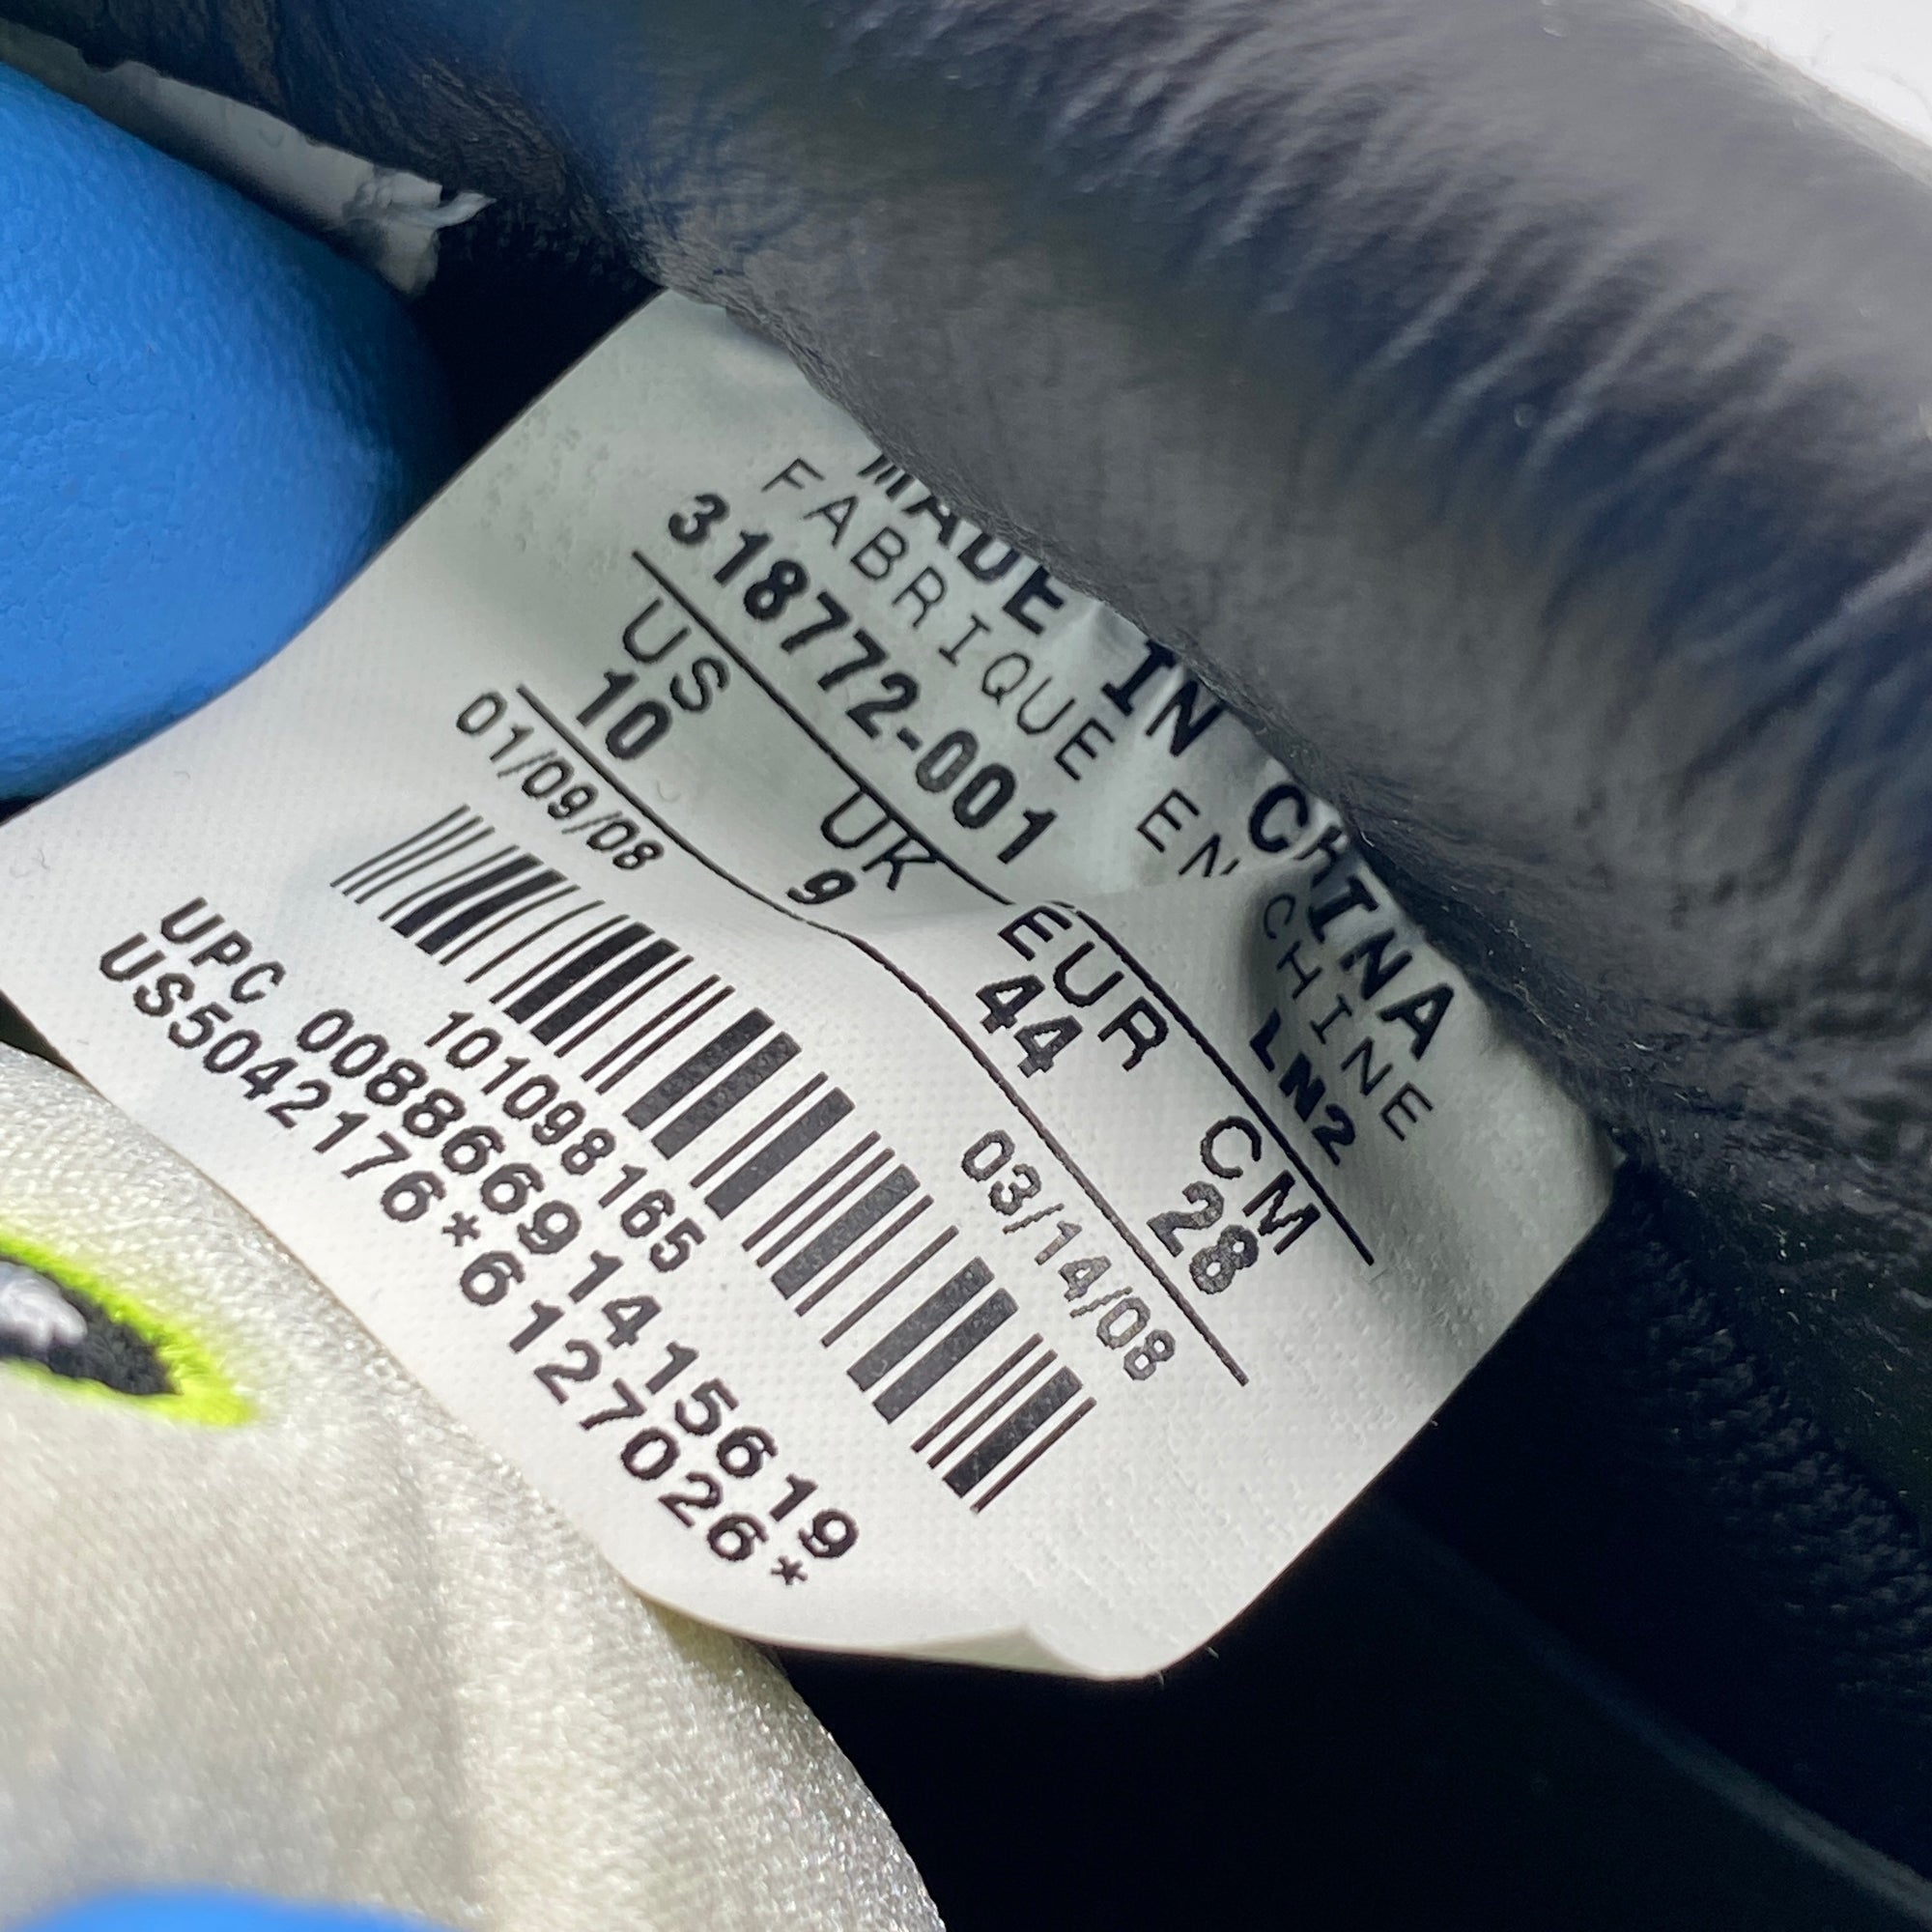 MADE IN CHINA
FABRIQUE EN CHINE
318772-001 LN2
US UK EUR CM
10 9 44 28
01/09/08 03/14/08
101098165
UPC 00886691415619
US5042176*6127026*